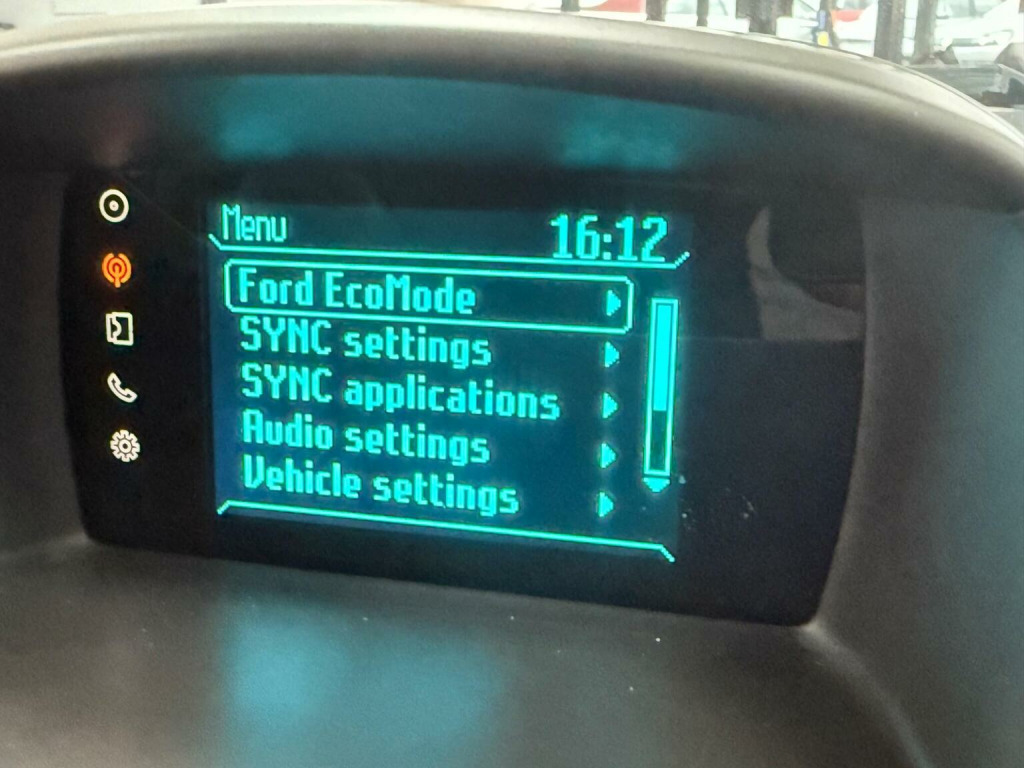 Menu 16:12
Ford EcoMode
SYNC settings
SYNC applications
Audio settings
Vehicle settings